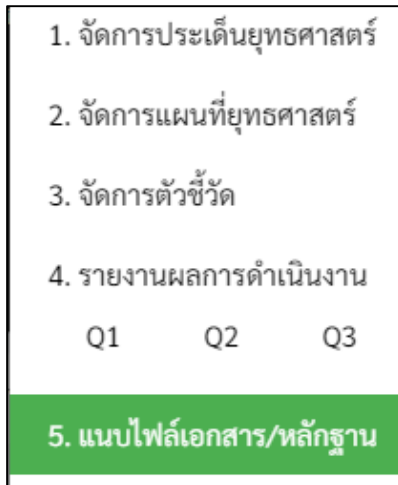 1. จัดการประเด็นยุทธศาสตร์
2. จัดการแผนที่ยุทธศาสตร์
3. จัดการตัวชี้วัด
4. รายงานผลการดำเนินงาน
Q1 Q2 Q3
5. แนบไฟล์เอกสาร/หลักฐาน